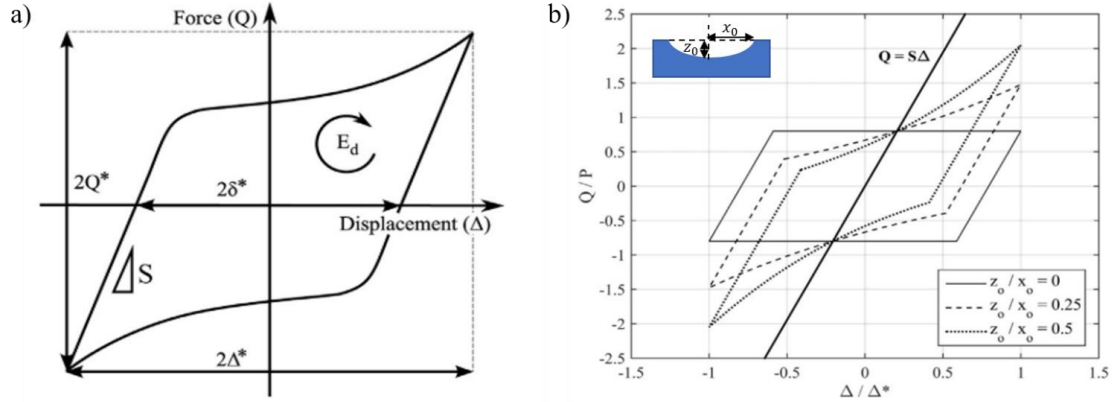 a)
Force (Q)
E_d
2Q*
2δ*
Displacement (Δ)
S
2Δ*
b)
x_0
z_0
Q = SΔ
Q / P
2.5
2
1.5
1
0.5
0
-0.5
-1
-1.5
-2
-2.5
z_o / x_o = 0
z_o / x_o = 0.25
z_o / x_o = 0.5
-1.5
-1
-0.5
0
0.5
1
1.5
Δ / Δ*